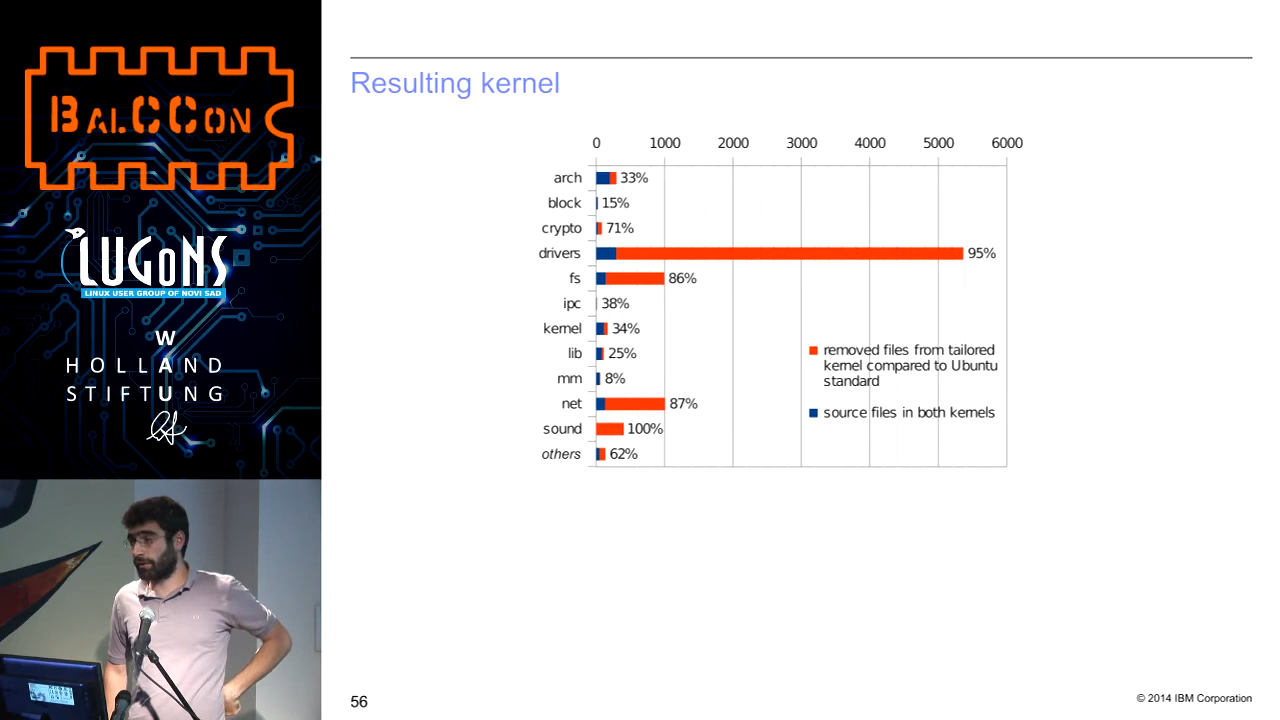 BALCCON
LUGONS
LINUX USER GROUP OF NOVI SAD
W
HOLLAND
STIFTUNG
Resulting kernel
0 1000 2000 3000 4000 5000 6000
arch 33%
block 15%
crypto 71%
drivers 95%
fs 86%
ipc 38%
kernel 34%
lib 25%
mm 8%
net 87%
sound 100%
others 62%
removed files from tailored
kernel compared to Ubuntu
standard
source files in both kernels
56
© 2014 IBM Corporation